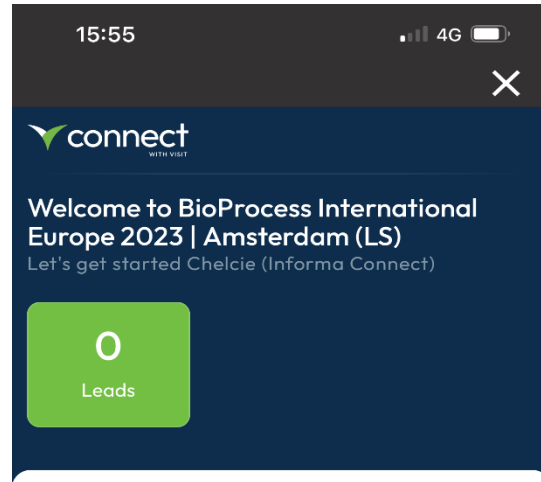 15:55
4G
connect
WITH VISIT
Welcome to BioProcess International
Europe 2023 | Amsterdam (LS)
Let's get started Chelcie (Informa Connect)
0
Leads